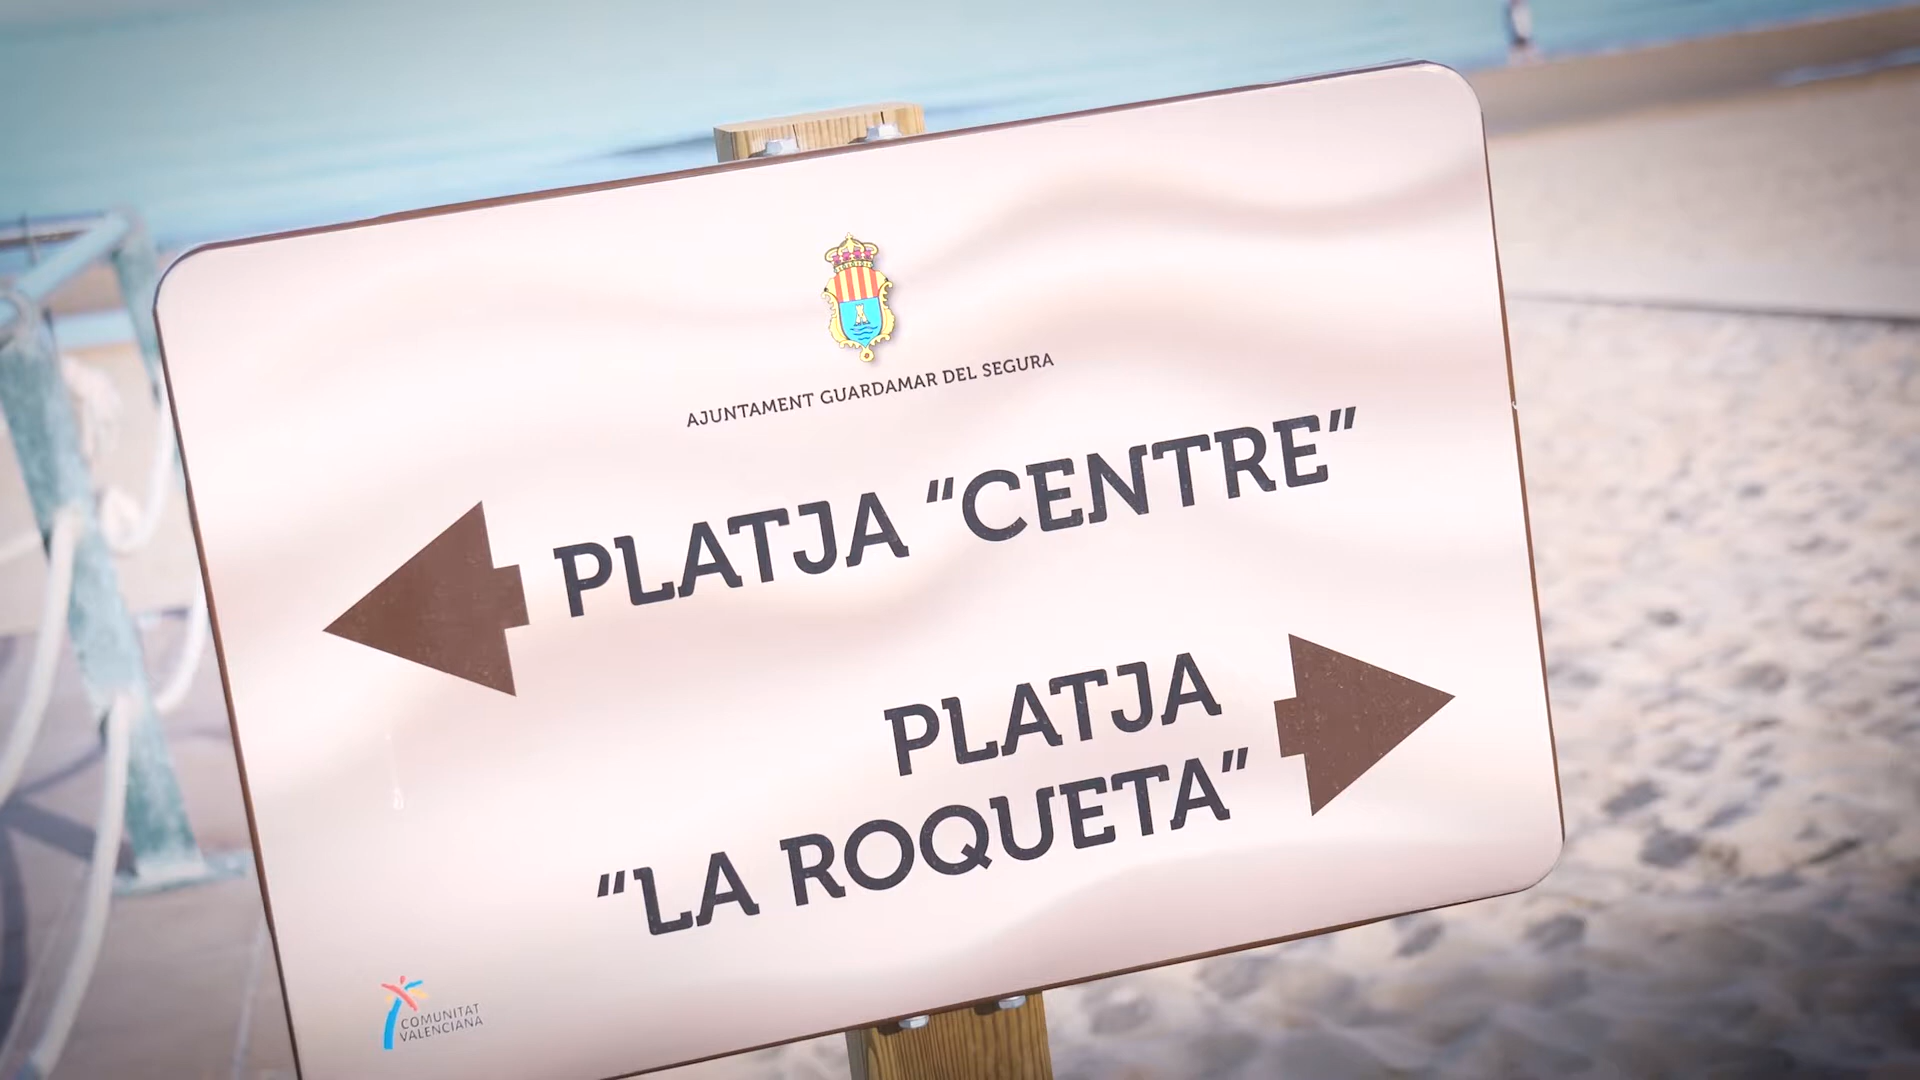 AJUNTAMENT GUARDAMAR DEL SEGURA
PLATJA “CENTRE”
PLATJA
“LA ROQUETA”
COMUNITAT
VALENCIANA